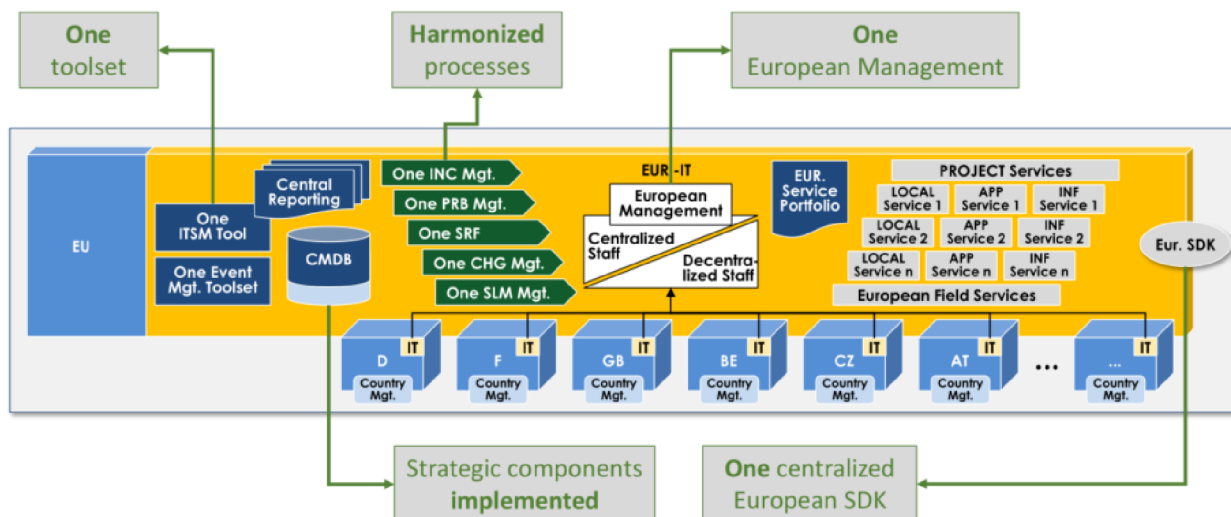 One
toolset
Harmonized
processes
One
European Management
EU
One
ITSM Tool
One Event
Mgt. Toolset
Central
Reporting
CMDB
One INC Mgt.
One PRB Mgt.
One SRF
One CHG Mgt.
One SLM Mgt.
EUR -IT
European
Management
Centralized
Staff
Decentra-
lized Staff
EUR.
Service
Portfolio
PROJECT Services
LOCAL
Service 1
APP
Service 1
INF
Service 1
LOCAL
Service 2
APP
Service 2
INF
Service 2
LOCAL
Service n
APP
Service n
INF
Service n
European Field Services
Eur. SDK
D
IT
Country
Mgt.
F
IT
Country
Mgt.
GB
IT
Country
Mgt.
BE
IT
Country
Mgt.
CZ
IT
Country
Mgt.
AT
IT
Country
Mgt.
...
...
IT
Country
Mgt.
Strategic components
implemented
One centralized
European SDK